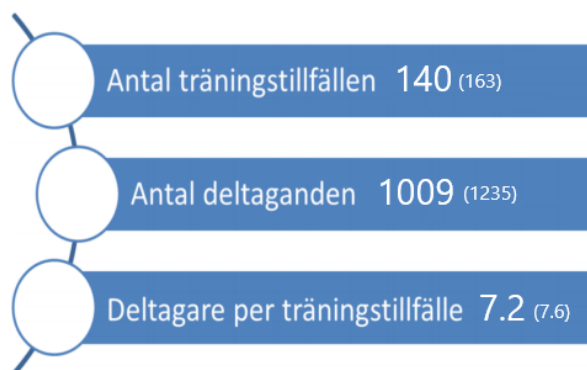 Antal träningstillfällen 140 (163)
Antal deltaganden 1009 (1235)
Deltagare per träningstillfälle 7.2 (7.6)